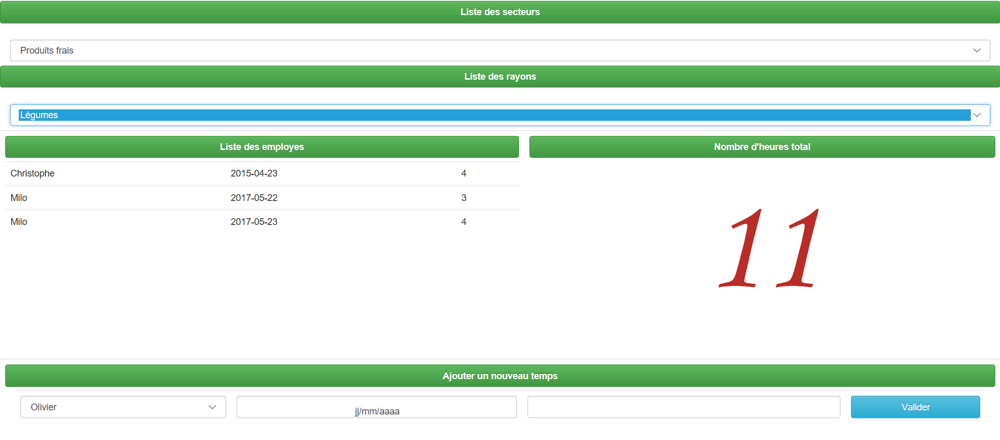 Liste des secteurs
Produits frais
Liste des rayons
Légumes
Liste des employes
Nombre d'heures total
Christophe 2015-04-23 4
Milo 2017-05-22 3
Milo 2017-05-23 4
11
Ajouter un nouveau temps
Olivier jj/mm/aaaa Valider